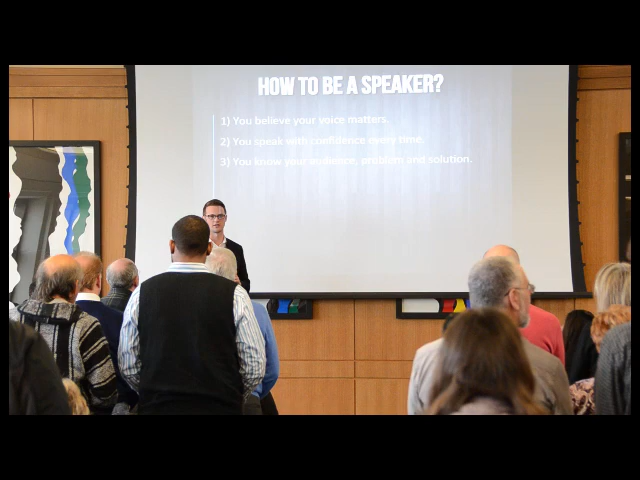 HOW TO BE A SPEAKER?
1) You believe your voice matters.
2) You speak with confidence every time.
3) You know your audience, problem and solution.